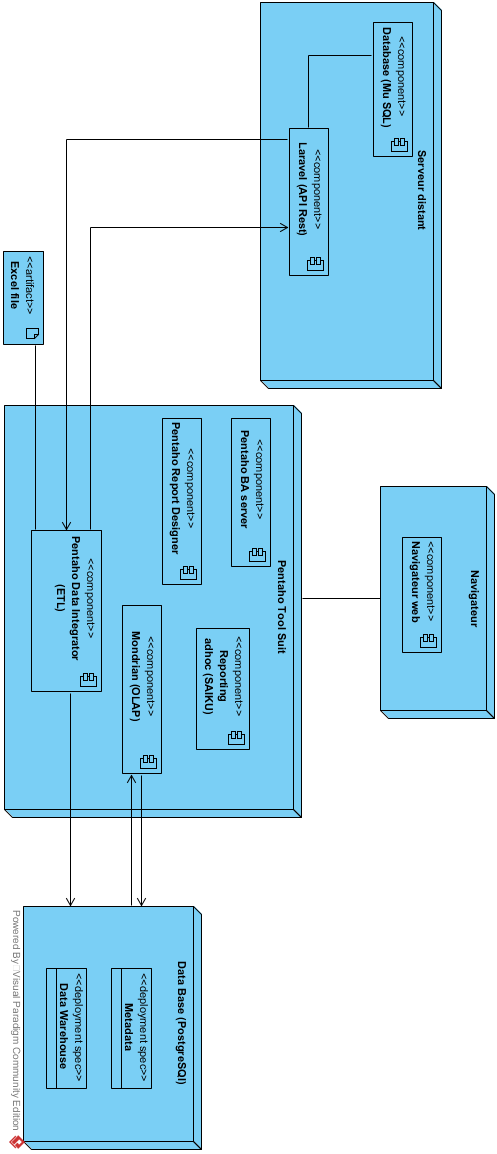 Serveur distant
<<component>>
Database (Mu SQL)
<<component>>
Laravel (API Rest)
<<artifact>>
Excel file
Navigateur
<<component>>
Navigateur web
Pentaho Tool Suit
<<component>>
Pentaho BA server
<<component>>
Pentaho Report Designer
<<component>>
Reporting
adhoc (SAIKU)
<<component>>
Mondrian (OLAP)
<<component>>
Pentaho Data Integrator
(ETL)
Data Base (PostgreSQl)
<<deployment spec>>
Metadata
<<deployment spec>>
Data Warehouse
Powered By Visual Paradigm Community Edition